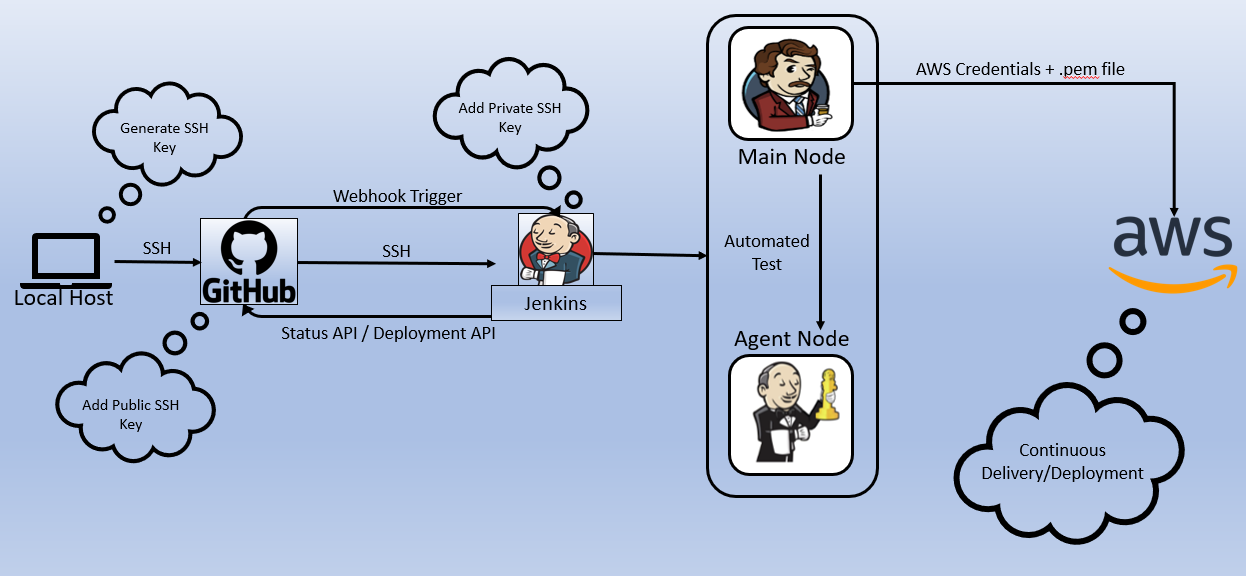 AWS Credentials + .pem file
Add Private SSH
Key
Generate SSH
Key
Main Node
Webhook Trigger
SSH
SSH
Automated
Test
aws
GitHub
Local Host
Jenkins
Status API / Deployment API
Agent Node
Add Public SSH
Key
Continuous
Delivery/Deployment